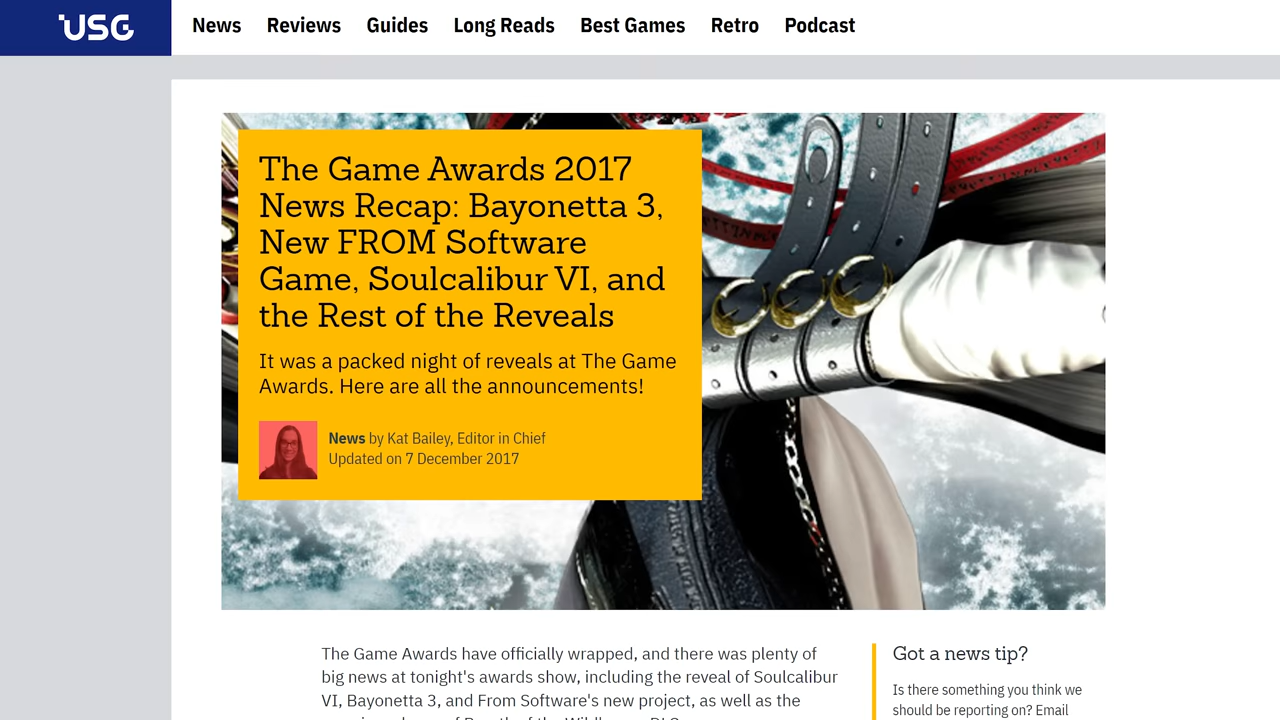 USG
News Reviews Guides Long Reads Best Games Retro Podcast
The Game Awards 2017
News Recap: Bayonetta 3,
New FROM Software
Game, Soulcalibur VI, and
the Rest of the Reveals
It was a packed night of reveals at The Game
Awards. Here are all the announcements!
News by Kat Bailey, Editor in Chief
Updated on 7 December 2017
The Game Awards have officially wrapped, and there was plenty of
big news at tonight's awards show, including the reveal of Soulcalibur
VI, Bayonetta 3, and From Software's new project, as well as the
Got a news tip?
Is there something you think we
should be reporting on? Email